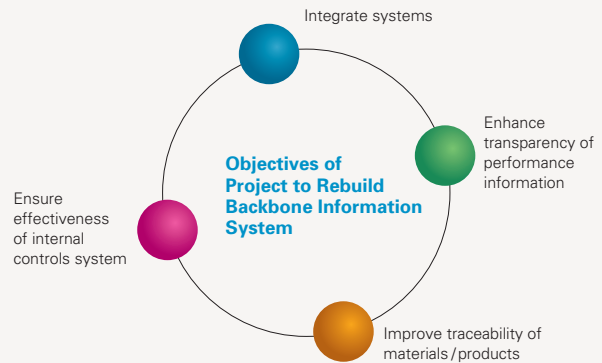 Integrate systems
Enhance
transparency of
performance
information
Objectives of
Project to Rebuild
Backbone Information
System
Ensure
effectiveness
of internal
controls system
Improve traceability of
materials/products